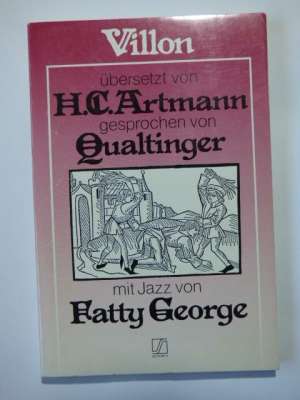 Villon
übersetzt von
H.C.Artmann
gesprochen von
Qualtinger
mit Jazz von
Fatty George